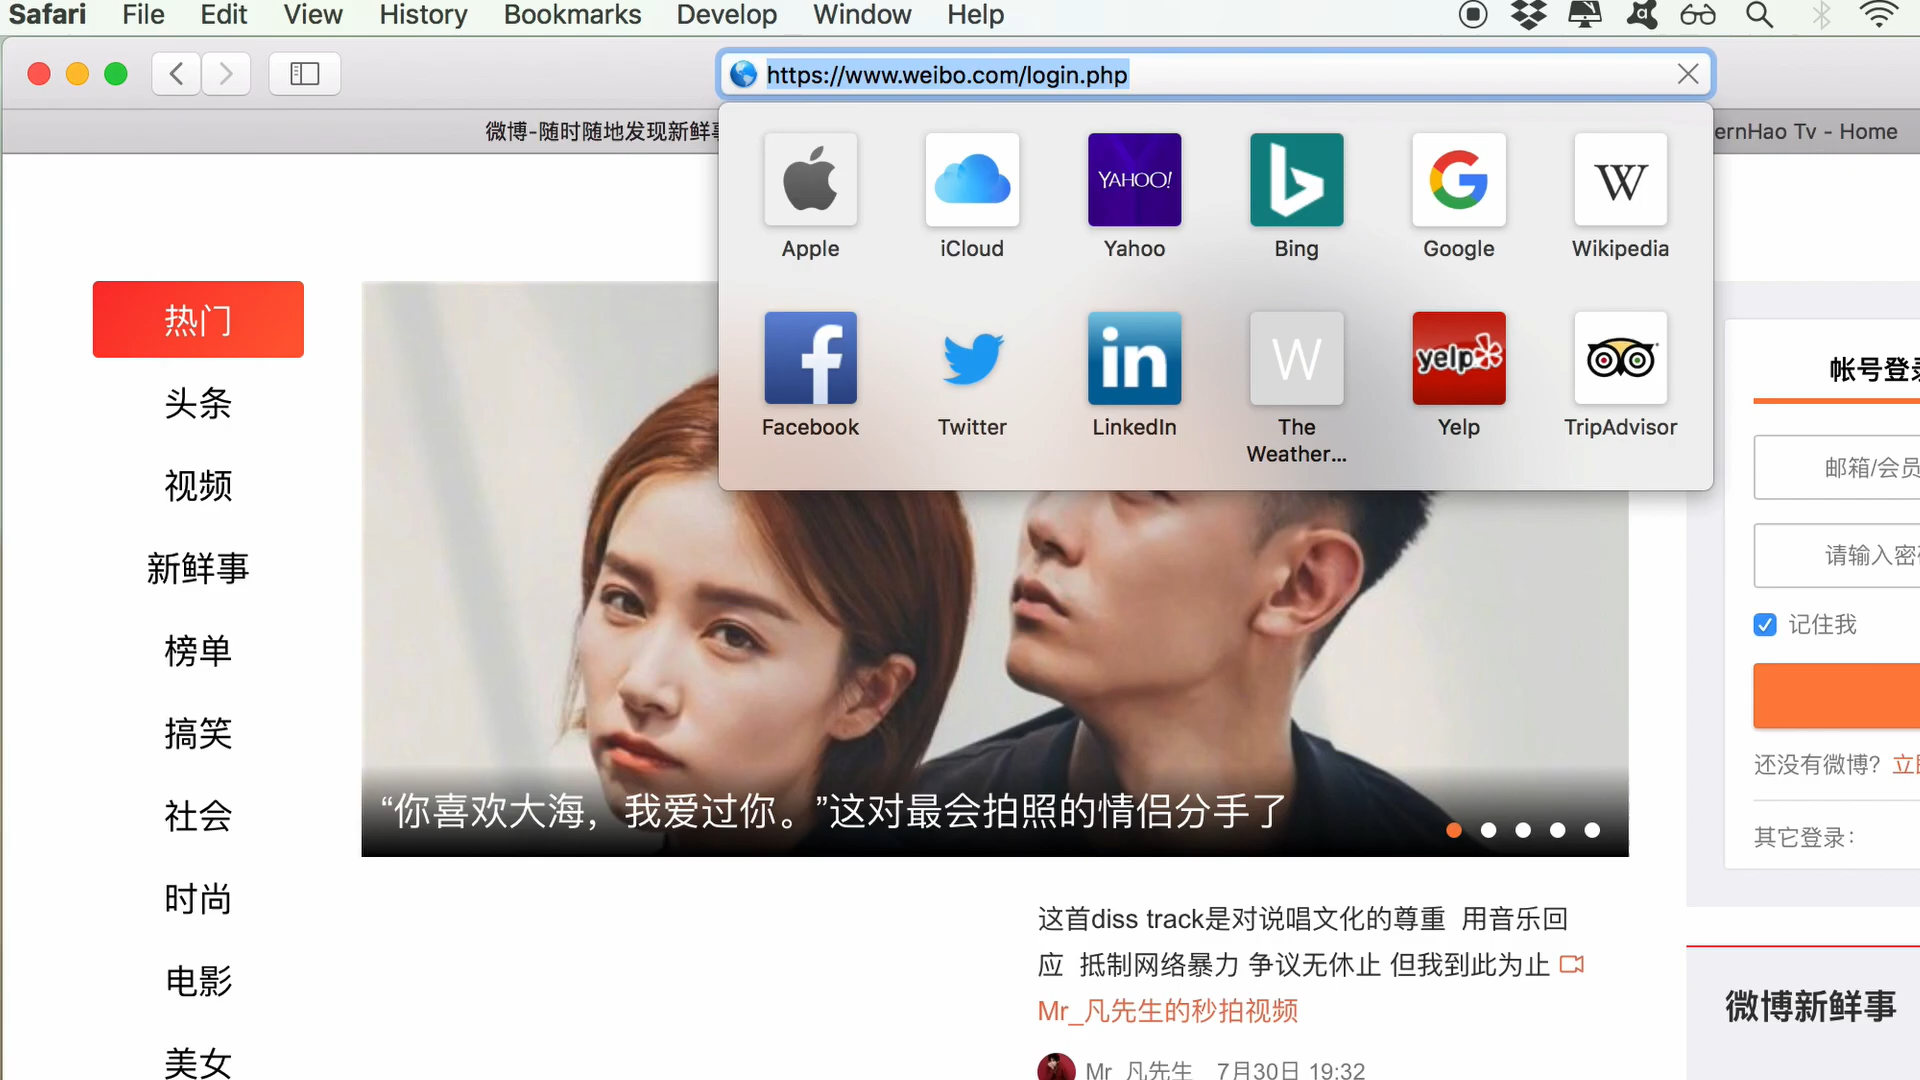 Safari File Edit View History Bookmarks Develop Window Help
https://www.weibo.com/login.php
微博-随时随地发现新鲜
ernHao Tv - Home
YAHOO!
W
Apple iCloud Yahoo Bing Google Wikipedia
f
in
W
yelp
Facebook Twitter LinkedIn The Weather... Yelp TripAdvisor
热门
头条
视频
新鲜事
榜单
搞笑
社会
时尚
电影
美女
“你喜欢大海，我爱过你。”这对最会拍照的情侣分手了
这首diss track是对说唱文化的尊重 用音乐回
应 抵制网络暴力 争议无休止 但我到此为止
Mr_凡先生的秒拍视频
Mr_凡先生 7月30日 19:32
帐号登录
邮箱/会员
请输入密
记住我
还没有微博？立
其它登录：
微博新鲜事